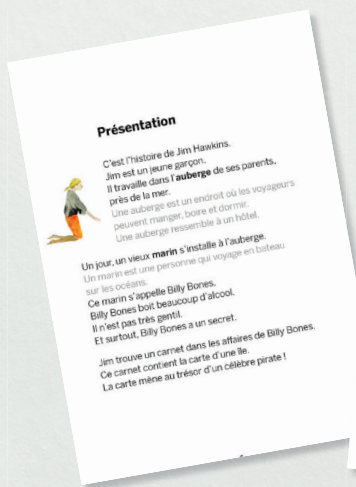 Présentation
C'est l'histoire de Jim Hawkins.
Jim est un jeune garçon.
Il travaille dans l'auberge de ses parents,
près de la mer.
Une auberge est un endroit où les voyageurs
peuvent manger, boire et dormir.
Une auberge ressemble à un hôtel.
Un jour, un vieux marin s'installe à l'auberge.
Un marin est une personne qui voyage en bateau
sur les océans.
Ce marin s'appelle Billy Bones.
Billy Bones boit beaucoup d'alcool.
Il n'est pas très gentil.
Et surtout, Billy Bones a un secret.
Jim trouve un carnet dans les affaires de Billy Bones.
Ce carnet contient la carte d'une île.
La carte mène au trésor d'un célèbre pirate !